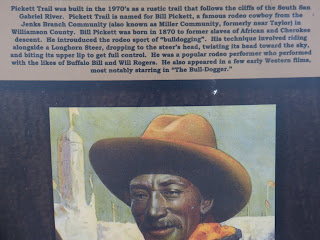 Pickett Trail was built in the 1970's as a rustic trail that follows the cliffs of the South San
Gabriel River. Pickett Trail is named for Bill Pickett, a famous rodeo cowboy from the
Jenks Branch Community (also known as Miller Community, formerly near Taylor) in
Williamson County. Bill Pickett was born in 1870 to former slaves of African and Cherokee
descent. He introduced the rodeo sport of "bulldogging". His technique involved riding
alongside a Longhorn Steer, dropping to the steer's head, twisting its head toward the sky,
and biting its upper lip to get full control. He was a popular rodeo performer who performed
with the likes of Buffalo Bill and Will Rogers. He also appeared in a few early Western films,
most notably starring in "The Bull-Dogger."